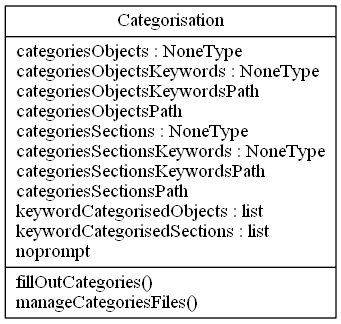 Categorisation
categoriesObjects : NoneType
categoriesObjectsKeywords : NoneType
categoriesObjectsKeywordsPath
categoriesObjectsPath
categoriesSections : NoneType
categoriesSectionsKeywords : NoneType
categoriesSectionsKeywordsPath
categoriesSectionsPath
keywordCategorisedObjects : list
keywordCategorisedSections : list
noprompt
fillOutCategories()
manageCategoriesFiles()